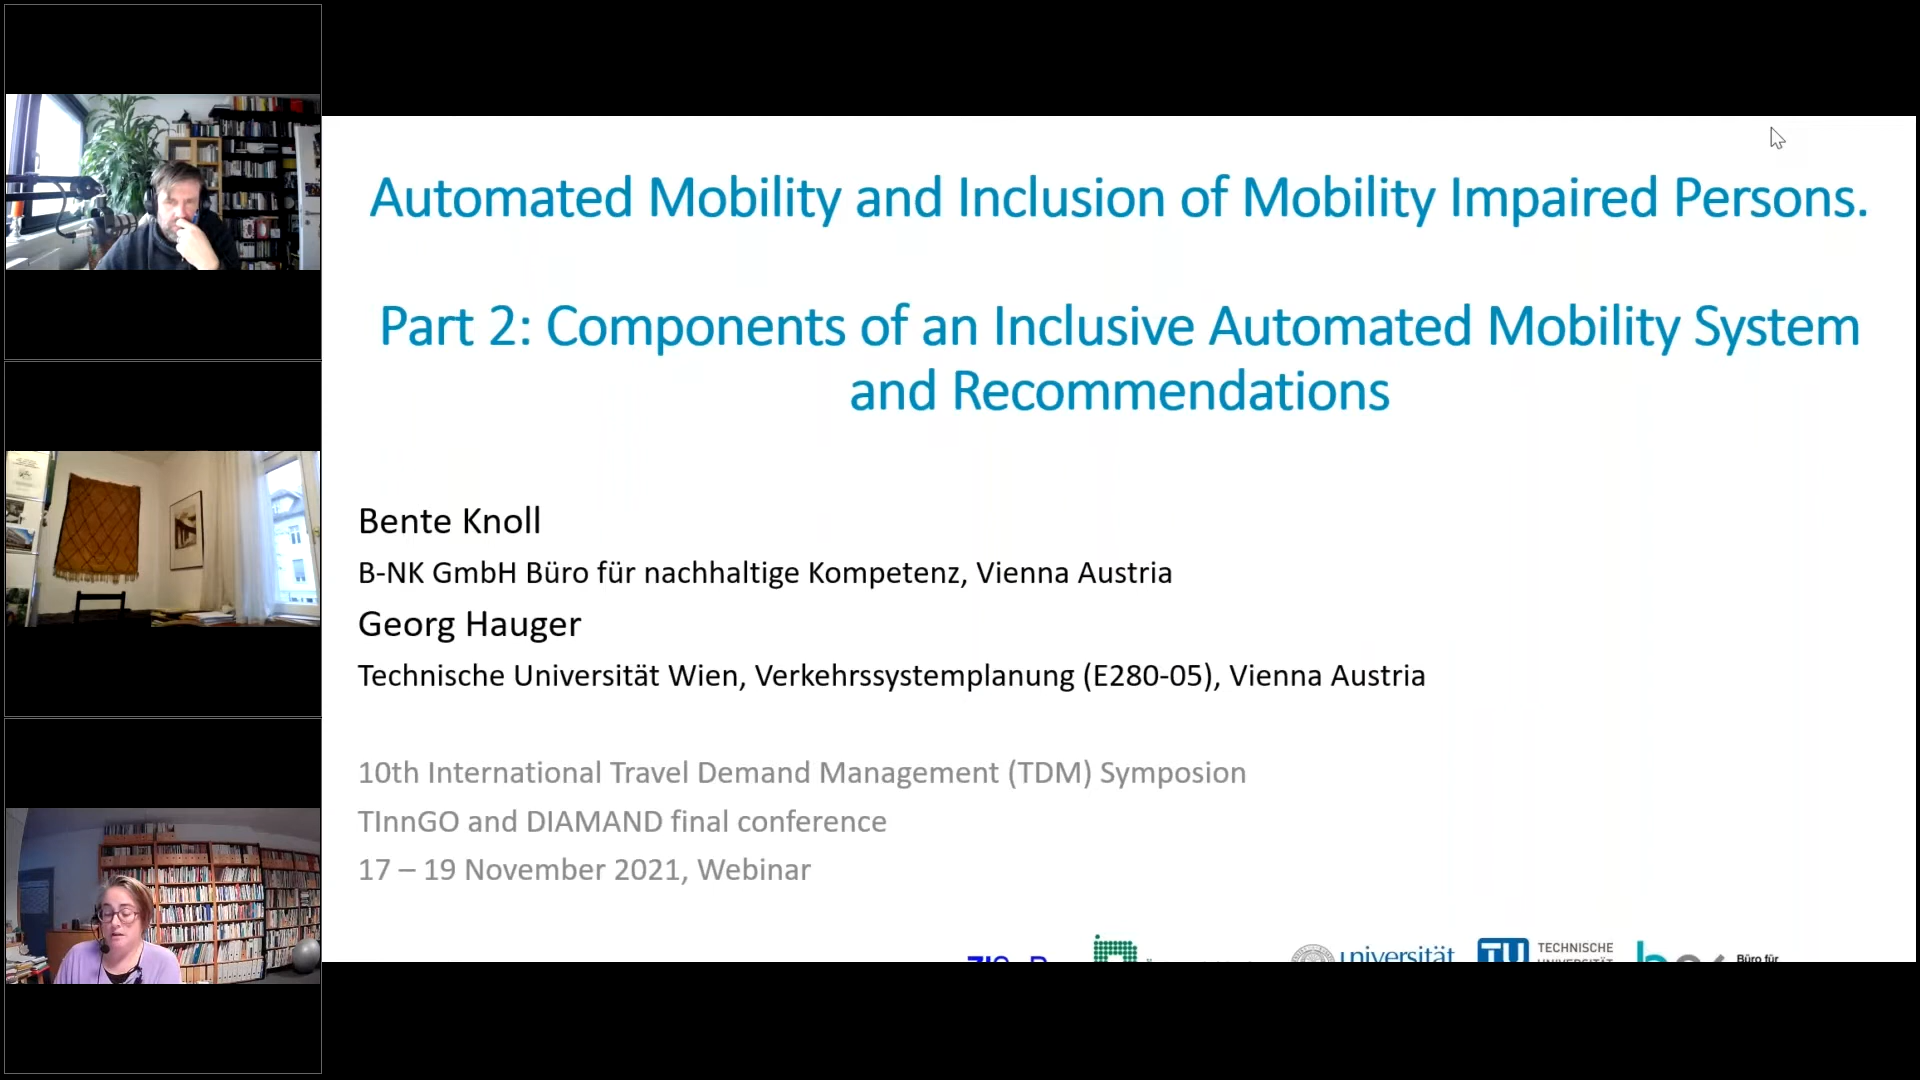 Automated Mobility and Inclusion of Mobility Impaired Persons.
Part 2: Components of an Inclusive Automated Mobility System
and Recommendations
Bente Knoll
B-NK GmbH Büro für nachhaltige Kompetenz, Vienna Austria
Georg Hauger
Technische Universität Wien, Verkehrssystemplanung (E280-05), Vienna Austria
10th International Travel Demand Management (TDM) Symposion
TInnGO and DIAMAND final conference
17 – 19 November 2021, Webinar
universität
TU TECHNISCHE
UNIVERSITÄT
Büro für